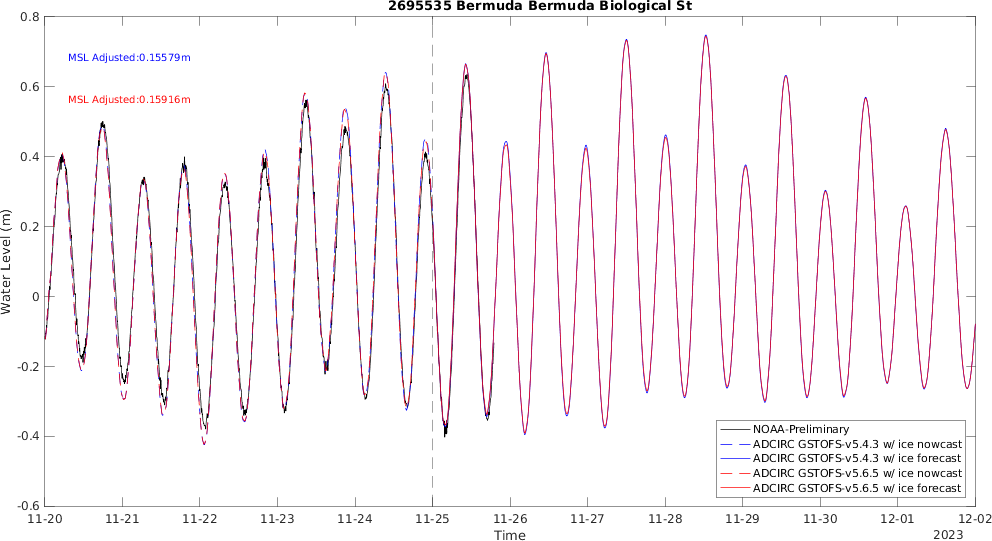 2695535 Bermuda Bermuda Biological St
MSL Adjusted:0.15579m
MSL Adjusted:0.15916m
Water Level (m)
0.8
0.6
0.4
0.2
0
-0.2
-0.4
-0.6
NOAA-Preliminary
ADCIRC GSTOFS-v5.4.3 w/ ice nowcast
ADCIRC GSTOFS-v5.4.3 w/ ice forecast
ADCIRC GSTOFS-v5.6.5 w/ ice nowcast
ADCIRC GSTOFS-v5.6.5 w/ ice forecast
11-20 11-21 11-22 11-23 11-24 11-25 11-26 11-27 11-28 11-29 11-30 12-01 12-02
Time
2023